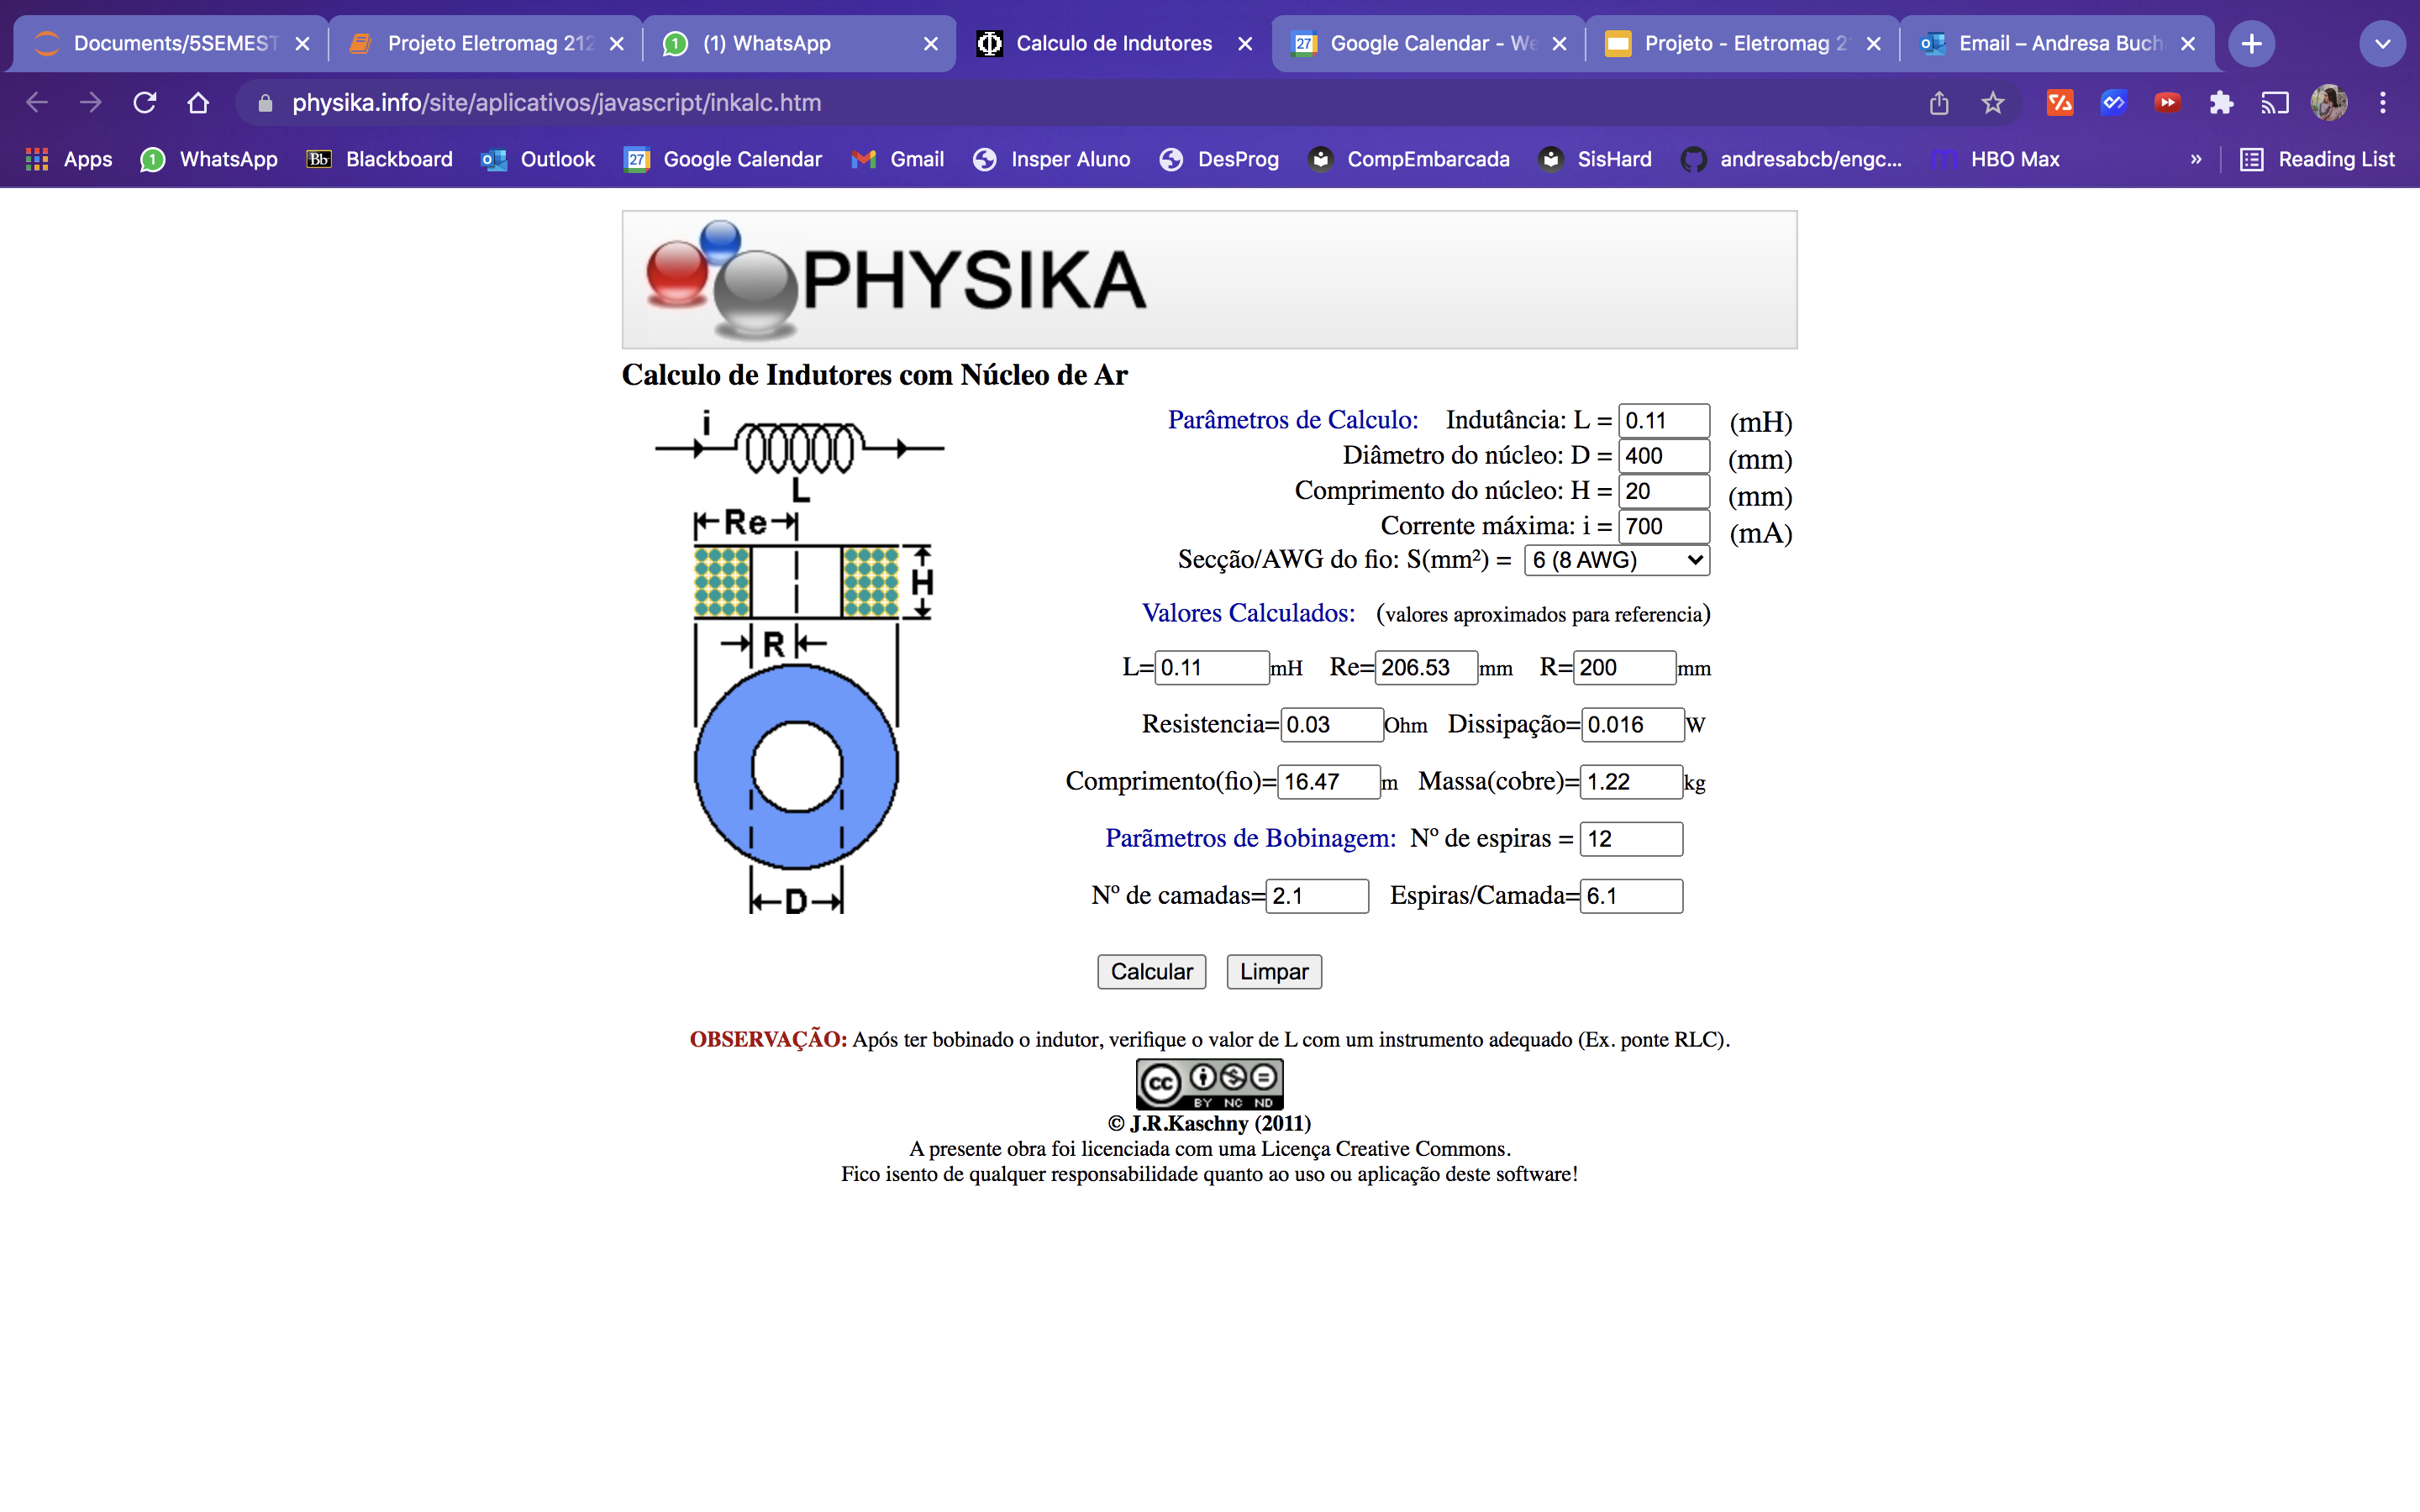 Documents/5SEMEST
Projeto Eletromag 212
(1) WhatsApp
Calculo de Indutores
Google Calendar - We
Projeto - Eletromag 2
Email – Andresa Buch
physika.info/site/aplicativos/javascript/inkalc.htm
Apps 1 WhatsApp Bb Blackboard Outlook 27 Google Calendar Gmail Insper Aluno DesProg CompEmbarcada SisHard andresabcb/engc... HBO Max » Reading List
PHYSIKA
Calculo de Indutores com Núcleo de Ar
i
L
Re
H
R
D
Parâmetros de Calculo: Indutância: L = 0.11 (mH)
Diâmetro do núcleo: D = 400 (mm)
Comprimento do núcleo: H = 20 (mm)
Corrente máxima: i = 700 (mA)
Secção/AWG do fio: S(mm²) = 6 (8 AWG)
Valores Calculados: (valores aproximados para referencia)
L= 0.11 mH Re= 206.53 mm R= 200 mm
Resistencia= 0.03 Ohm Dissipação= 0.016 W
Comprimento(fio)= 16.47 m Massa(cobre)= 1.22 kg
Parãmetros de Bobinagem: Nº de espiras = 12
Nº de camadas= 2.1 Espiras/Camada= 6.1
Calcular Limpar
OBSERVAÇÃO: Após ter bobinado o indutor, verifique o valor de L com um instrumento adequado (Ex. ponte RLC).
cc BY NC ND
© J.R.Kaschny (2011)
A presente obra foi licenciada com uma Licença Creative Commons.
Fico isento de qualquer responsabilidade quanto ao uso ou aplicação deste software!